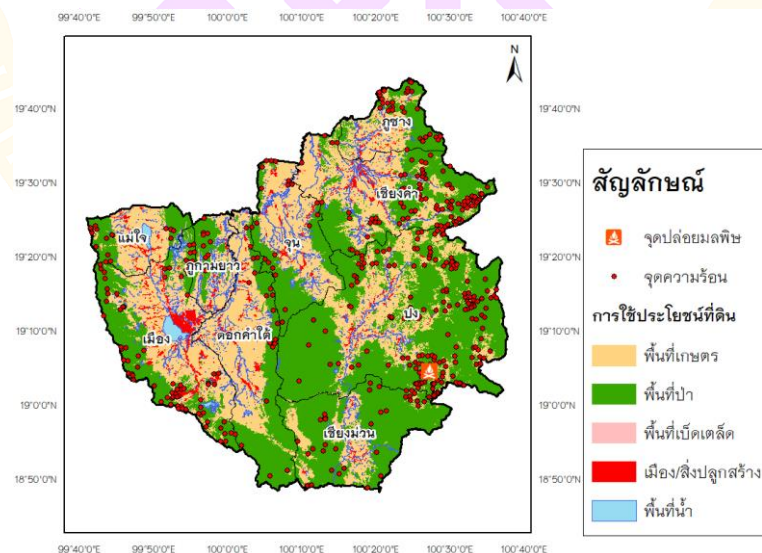 99°40'0"E 99°50'0"E 100°0'0"E 100°10'0"E 100°20'0"E 100°30'0"E 100°40'0"E
N
19°40'0"N 19°40'0"N
ภูซาง
19°30'0"N 19°30'0"N
เชียงคำ
แม่ใจ
จุน
19°20'0"N 19°20'0"N
ภูกามยาว
ปง
19°10'0"N 19°10'0"N
เมือง
ดอกคำใต้
19°0'0"N 19°0'0"N
เชียงม่วน
18°50'0"N 18°50'0"N
99°40'0"E 99°50'0"E 100°0'0"E 100°10'0"E 100°20'0"E 100°30'0"E 100°40'0"E
สัญลักษณ์
จุดปล่อยมลพิษ
จุดความร้อน
การใช้ประโยชน์ที่ดิน
พื้นที่เกษตร
พื้นที่ป่า
พื้นที่เบ็ดเตล็ด
เมือง/สิ่งปลูกสร้าง
พื้นที่น้ำ